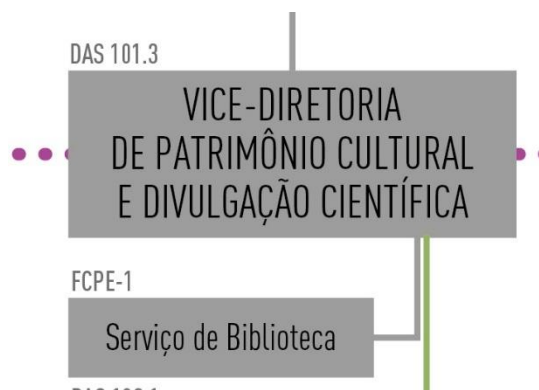 DAS 101.3
VICE-DIRETORIA
DE PATRIMÔNIO CULTURAL
E DIVULGAÇÃO CIENTÍFICA
FCPE-1
Serviço de Biblioteca